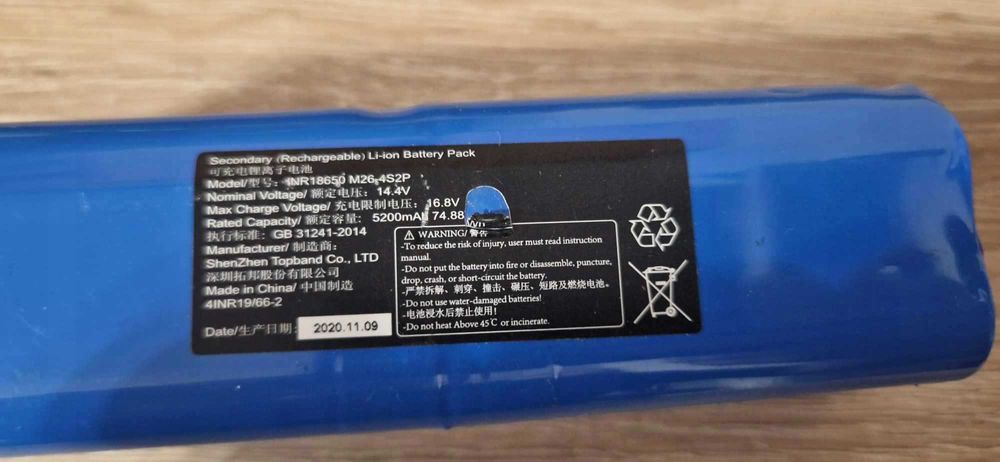 Secondary (Rechargeable) Li-ion Battery Pack
可充电锂离子电池
Model/型号: INR18650 M26-4S2P
Nominal Voltage/ 额定电压: 14.4V
Max Charge Voltage/ 充电限制电压: 16.8V
Rated Capacity/ 额定容量: 5200mAh 74.88Wh
执行标准: GB 31241-2014
Manufacturer/ 制造商:
ShenZhen Topband Co., LTD
深圳拓邦股份有限公司
Made in China/ 中国制造
4INR19/66-2
Date/生产日期: 2020.11.09
WARNING/ 警告
-To reduce the risk of injury, user must read instruction
manual.
-Do not put the battery into fire or disassemble, puncture,
drop, crash, or short-circuit the battery.
-严禁拆解、刺穿、撞击、碾压、短路及燃烧电池。
-Do not use water-damaged batteries!
-电池浸水后禁止使用!
-Do not heat Above 45℃ or incinerate.